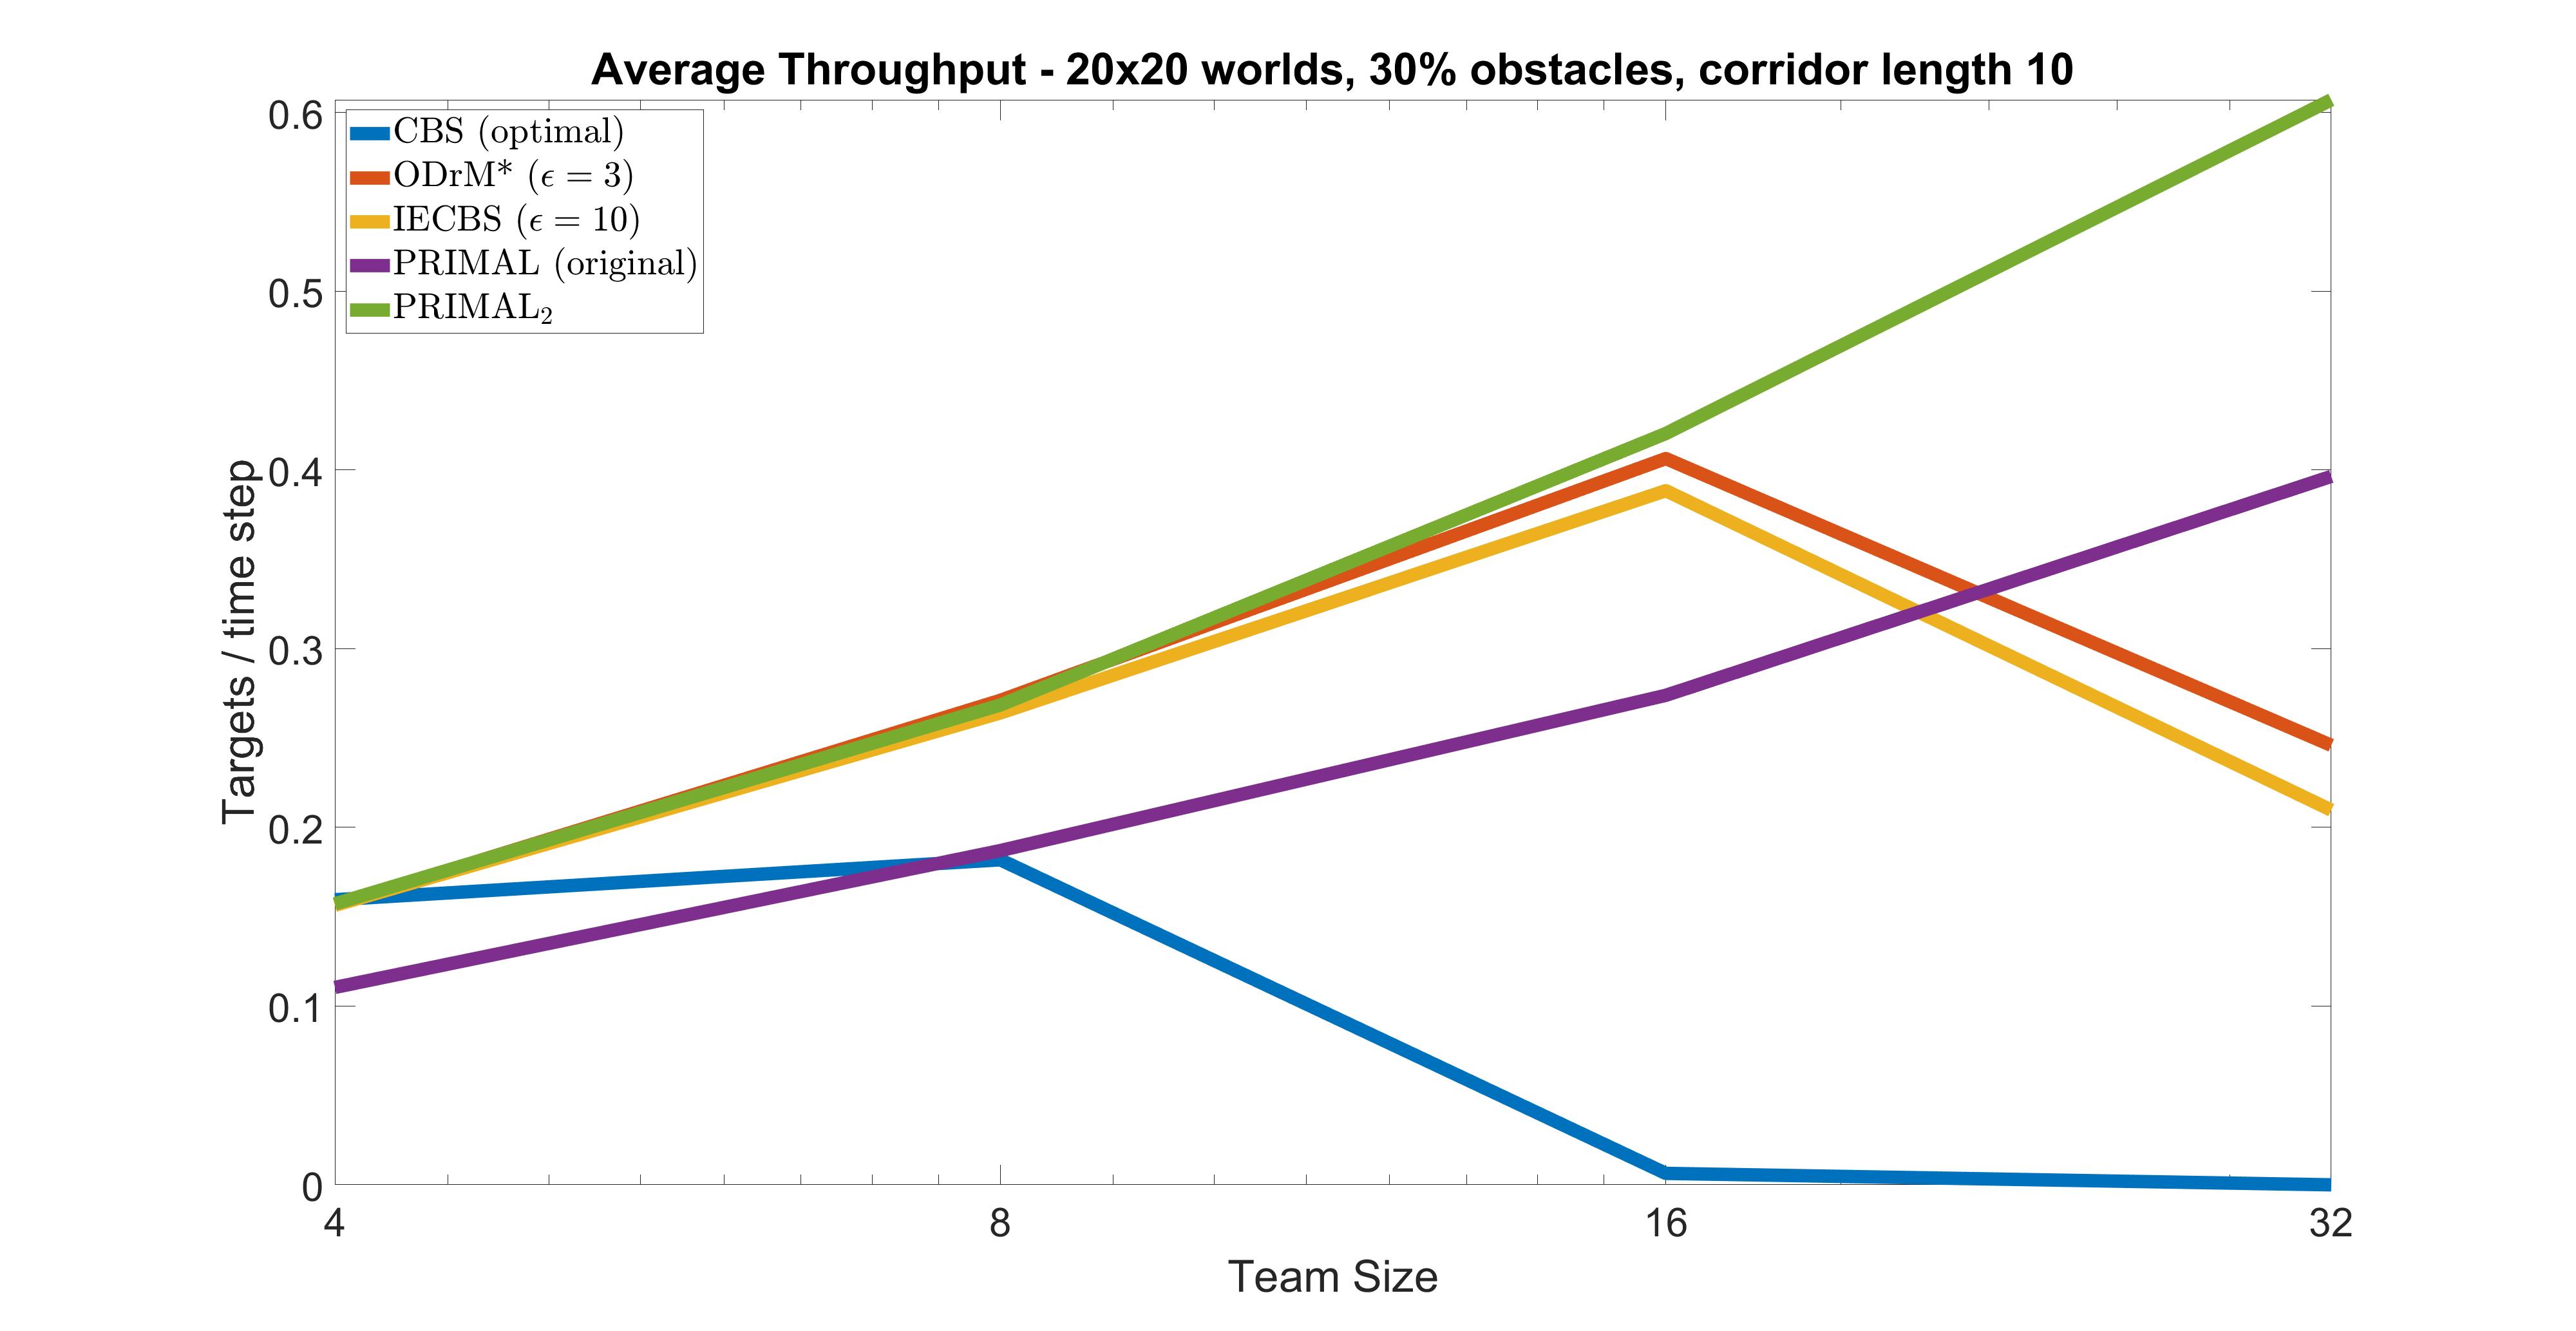 Average Throughput - 20x20 worlds, 30% obstacles, corridor length 10
CBS (optimal)
ODrM* (ϵ = 3)
IECBS (ϵ = 10)
PRIMAL (original)
PRIMAL₂
Targets / time step
0.6
0.5
0.4
0.3
0.2
0.1
0
4 8 16 32
Team Size